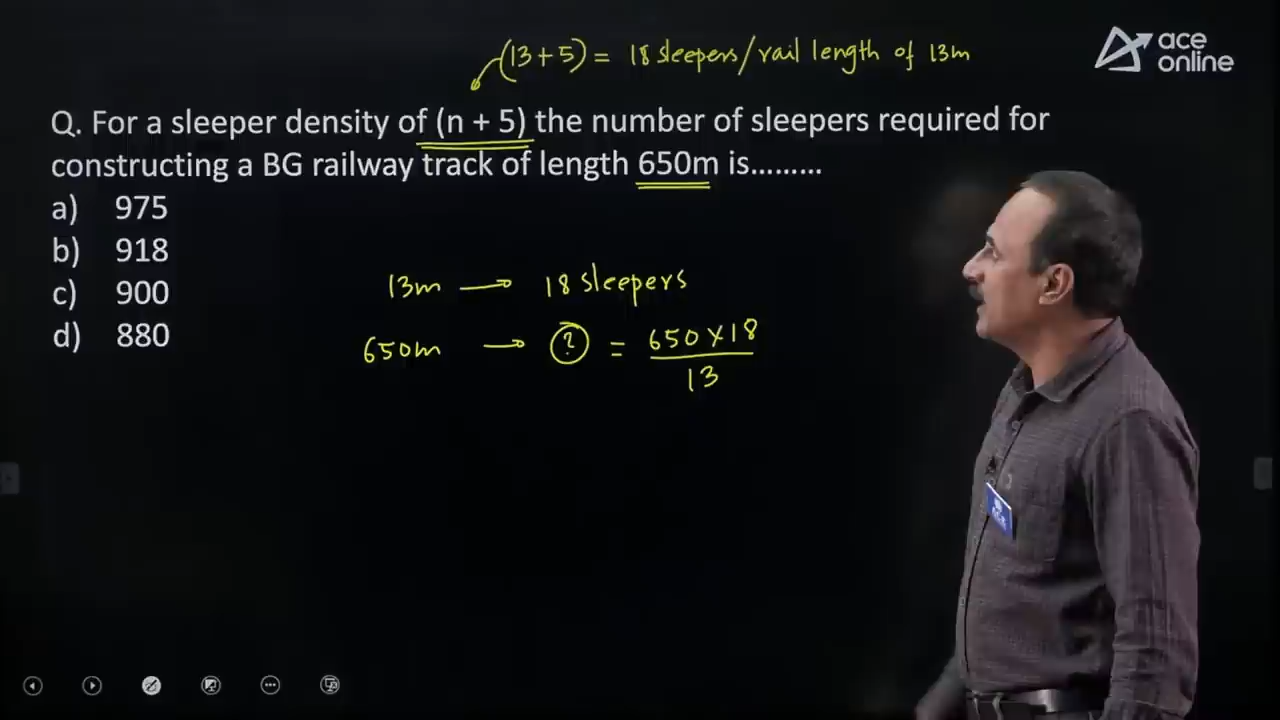 (13+5) = 18 sleepers/rail length of 13m
ace
online
Q. For a sleeper density of (n + 5) the number of sleepers required for
constructing a BG railway track of length 650m is.........
a) 975
b) 918
c) 900
d) 880
13m → 18 sleepers
650m → ? = 650×18
13